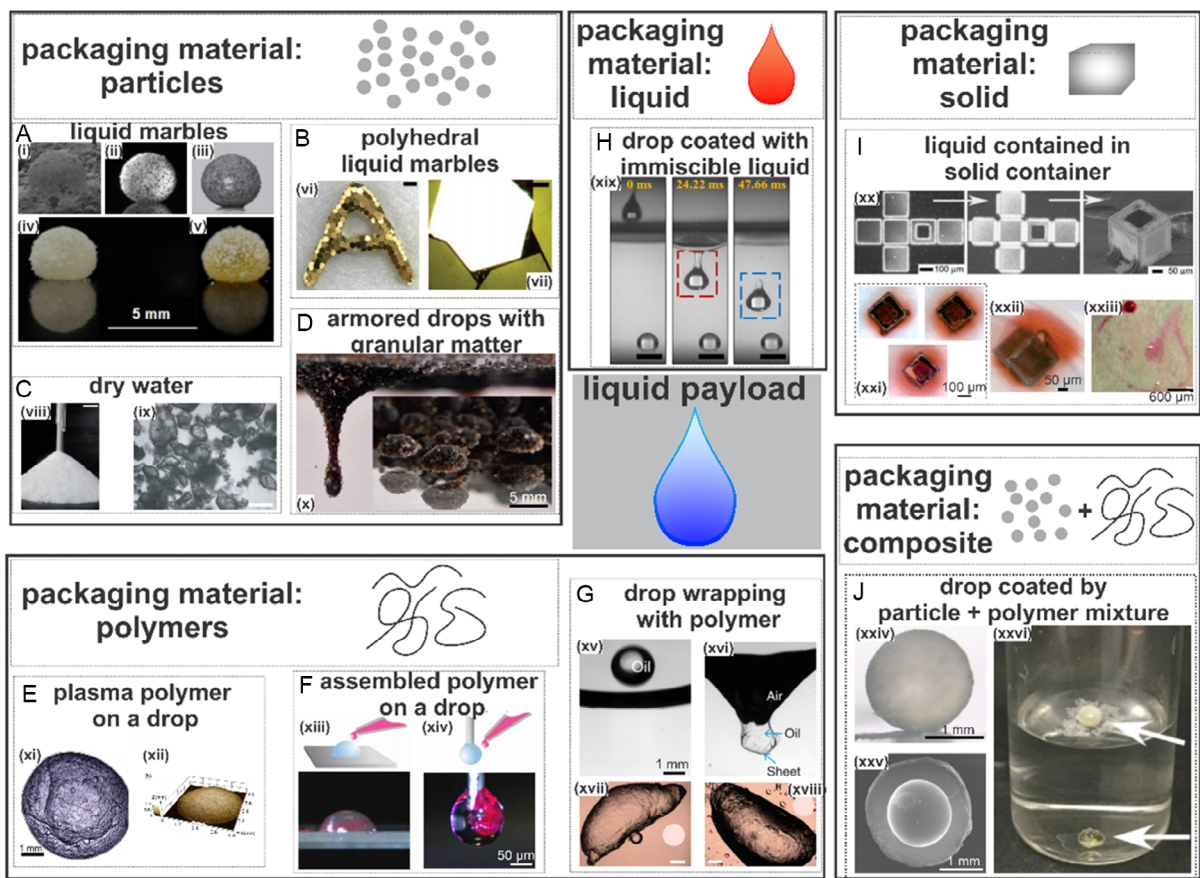 packaging material:
particles
A
liquid marbles
(i)
(ii)
(iii)
(iv)
(v)
5 mm
B
polyhedral
liquid marbles
(vi)
(vii)
C
dry water
(viii)
(ix)
D
armored drops with
granular matter
(x)
5 mm
packaging
material:
liquid
H
drop coated with
immiscible liquid
(xix)
0 ms
24.22 ms
47.66 ms
liquid payload
packaging
material:
solid
I
liquid contained in
solid container
(xx)
100 µm
50 µm
(xxi)
100 µm
(xxii)
50 µm
(xxiii)
600 µm
packaging material:
polymers
E
plasma polymer
on a drop
(xi)
1 mm
(xii)
F
assembled polymer
on a drop
(xiii)
(xiv)
50 µm
G
drop wrapping
with polymer
(xv)
Oil
1 mm
(xvi)
Air
Oil
Sheet
(xvii)
(xviii)
packaging
material:
composite
+
J
drop coated by
particle + polymer mixture
(xxiv)
1 mm
(xxv)
1 mm
(xxvi)